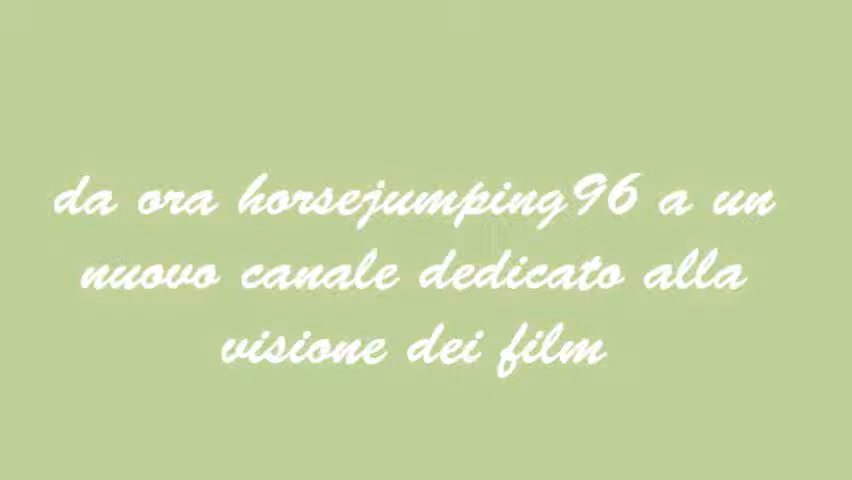 da ora horsejumping96 a un
nuovo canale dedicato alla
visione dei film